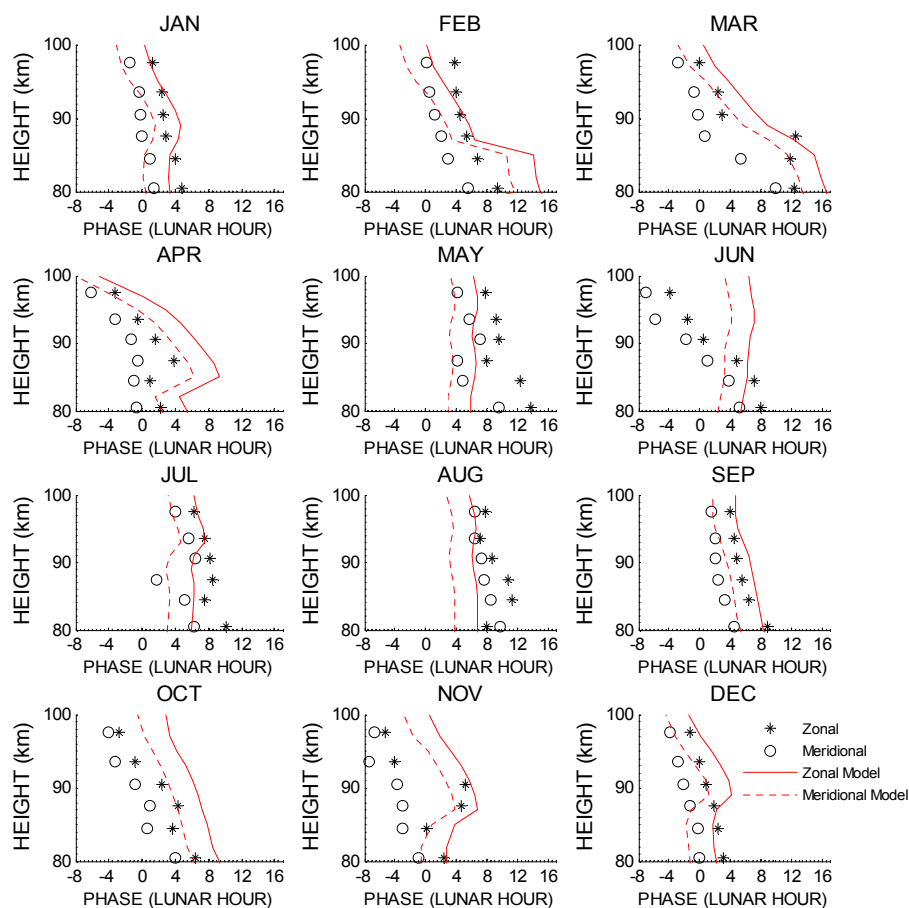 JAN FEB MAR
100 100 100
HEIGHT (km) HEIGHT (km) HEIGHT (km)
90 90 90
80 80 80
-8 -4 0 4 8 12 16 -8 -4 0 4 8 12 16 -8 -4 0 4 8 12 16
PHASE (LUNAR HOUR) PHASE (LUNAR HOUR) PHASE (LUNAR HOUR)
APR MAY JUN
100 100 100
HEIGHT (km) HEIGHT (km) HEIGHT (km)
90 90 90
80 80 80
-8 -4 0 4 8 12 16 -8 -4 0 4 8 12 16 -8 -4 0 4 8 12 16
PHASE (LUNAR HOUR) PHASE (LUNAR HOUR) PHASE (LUNAR HOUR)
JUL AUG SEP
100 100 100
HEIGHT (km) HEIGHT (km) HEIGHT (km)
90 90 90
80 80 80
-8 -4 0 4 8 12 16 -8 -4 0 4 8 12 16 -8 -4 0 4 8 12 16
PHASE (LUNAR HOUR) PHASE (LUNAR HOUR) PHASE (LUNAR HOUR)
OCT NOV DEC
100 100 100
HEIGHT (km) HEIGHT (km) HEIGHT (km)
90 90 90
80 80 80
-8 -4 0 4 8 12 16 -8 -4 0 4 8 12 16 -8 -4 0 4 8 12 16
PHASE (LUNAR HOUR) PHASE (LUNAR HOUR) PHASE (LUNAR HOUR)
Zonal
Meridional
Zonal Model
Meridional Model